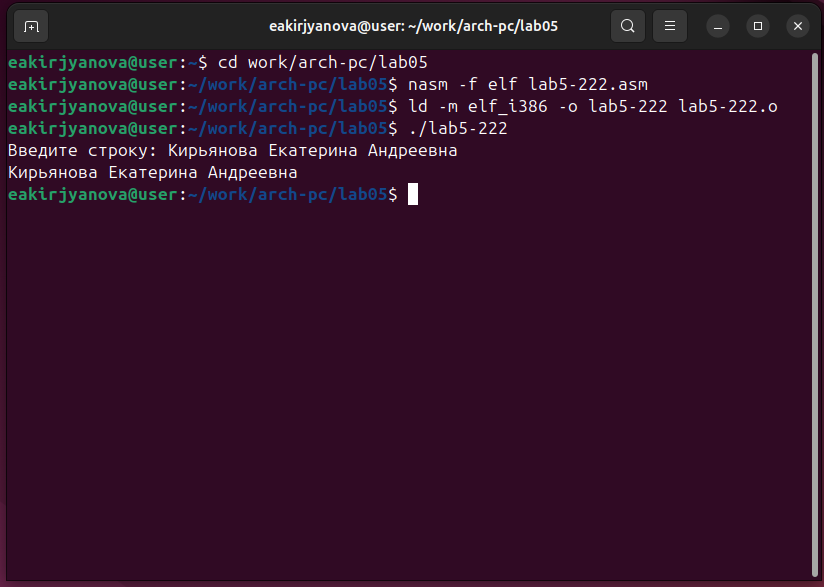 eakirjyanova@user: ~/work/arch-pc/lab05
eakirjyanova@user:~$ cd work/arch-pc/lab05
eakirjyanova@user:~/work/arch-pc/lab05$ nasm -f elf lab5-222.asm
eakirjyanova@user:~/work/arch-pc/lab05$ ld -m elf_i386 -o lab5-222 lab5-222.o
eakirjyanova@user:~/work/arch-pc/lab05$ ./lab5-222
Введите строку: Кирьянова Екатерина Андреевна
Кирьянова Екатерина Андреевна
eakirjyanova@user:~/work/arch-pc/lab05$